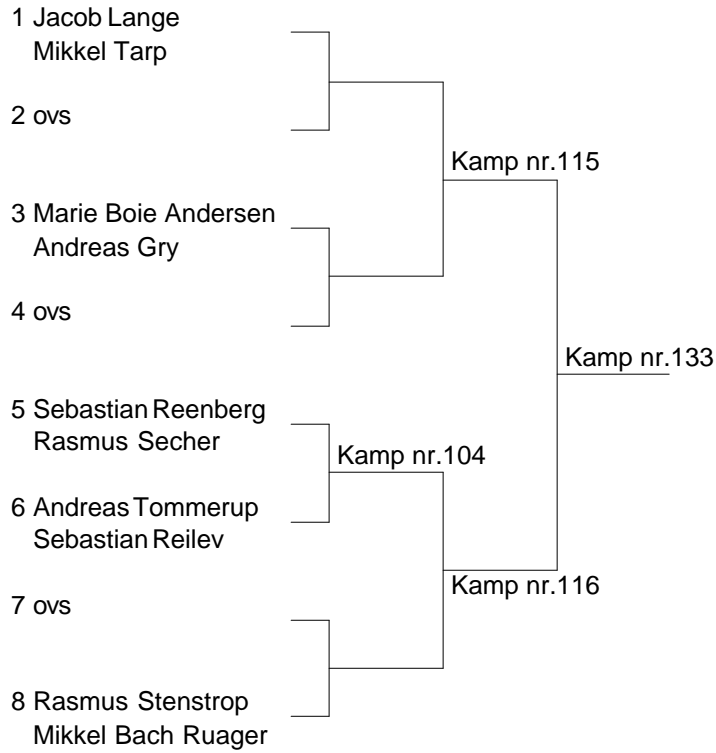 1 Jacob Lange
Mikkel Tarp
2 ovs
Kamp nr.115
3 Marie Boie Andersen
Andreas Gry
4 ovs
Kamp nr.133
5 Sebastian Reenberg
Rasmus Secher
Kamp nr.104
6 Andreas Tommerup
Sebastian Reilev
Kamp nr.116
7 ovs
8 Rasmus Stenstrop
Mikkel Bach Ruager